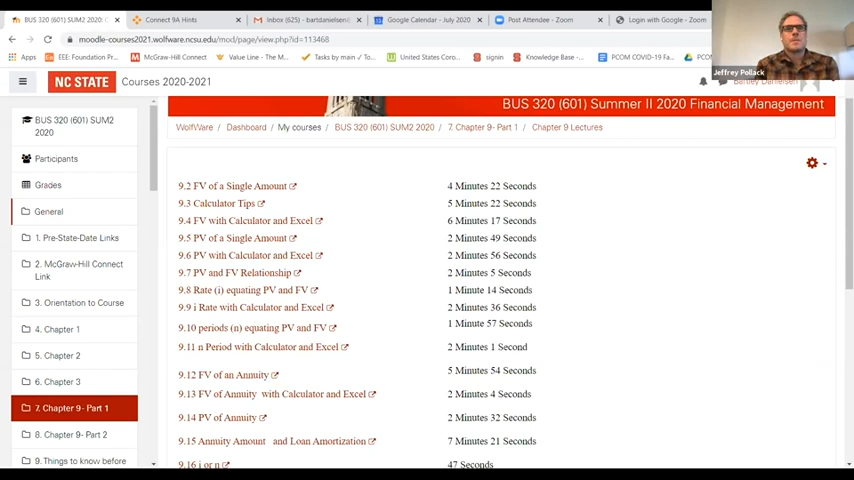 BUS 320 (601) SUM2 2020: C
Connect 9A Hints
Inbox (625) - bartdanielsen@
Google Calendar - July 2020
Post Attendee - Zoom
Login with Google - Zoom
moodle-courses2021.wolfware.ncsu.edu/mod/page/view.php?id=113468
Apps
EEE: Foundation Pr...
McGraw-Hill Connect
Value Line - The M...
Tasks by main √ To...
United States Coro...
signin
Knowledge Base -...
PCOM COVID-19 Fa...
PCON
Jeffrey Pollack
NC STATE
Courses 2020-2021
Bartley Danielsen
BUS 320 (601) Summer II 2020 Financial Management
BUS 320 (601) SUM2
2020
Participants
Grades
General
1. Pre-State-Date Links
2. McGraw-Hill Connect
Link
3. Orientation to Course
4. Chapter 1
5. Chapter 2
6. Chapter 3
7. Chapter 9- Part 1
8. Chapter 9- Part 2
9. Things to know before
WolfWare / Dashboard / My courses / BUS 320 (601) SUM2 2020 / 7. Chapter 9- Part 1 / Chapter 9 Lectures
9.2 FV of a Single Amount 4 Minutes 22 Seconds
9.3 Calculator Tips 5 Minutes 22 Seconds
9.4 FV with Calculator and Excel 6 Minutes 17 Seconds
9.5 PV of a Single Amount 2 Minutes 49 Seconds
9.6 PV with Calculator and Excel 2 Minutes 56 Seconds
9.7 PV and FV Relationship 2 Minutes 5 Seconds
9.8 Rate (i) equating PV and FV 1 Minute 14 Seconds
9.9 i Rate with Calculator and Excel 2 Minutes 36 Seconds
9.10 periods (n) equating PV and FV 1 Minute 57 Seconds
9.11 n Period with Calculator and Excel 2 Minutes 1 Second
9.12 FV of an Annuity 5 Minutes 54 Seconds
9.13 FV of Annuity with Calculator and Excel 2 Minutes 4 Seconds
9.14 PV of Annuity 2 Minutes 32 Seconds
9.15 Annuity Amount and Loan Amortization 7 Minutes 21 Seconds
9.16 i or n 47 Seconds